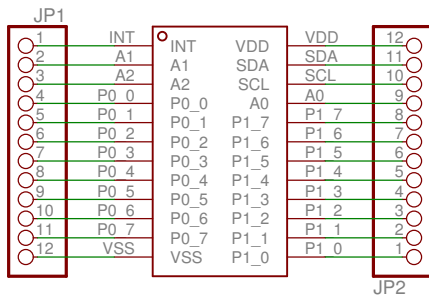 JP1
1 INT INT VDD VDD 12
2 A1 A1 SDA SDA 11
3 A2 A2 SCL SCL 10
4 P0_0 P0_0 A0 A0 9
5 P0_1 P0_1 P1_7 P1_7 8
6 P0_2 P0_2 P1_6 P1_6 7
7 P0_3 P0_3 P1_5 P1_5 6
8 P0_4 P0_4 P1_4 P1_4 5
9 P0_5 P0_5 P1_3 P1_3 4
10 P0_6 P0_6 P1_2 P1_2 3
11 P0_7 P0_7 P1_1 P1_1 2
12 VSS VSS P1_0 P1_0 1
JP2